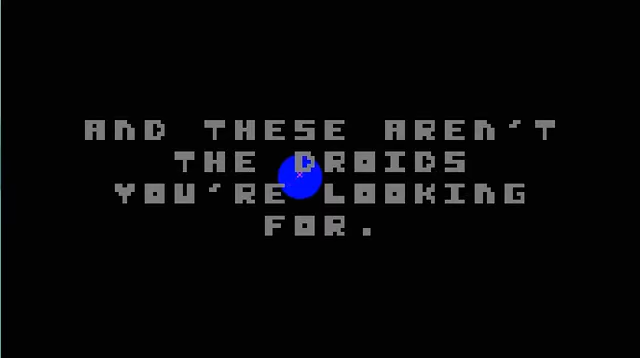 AND THESE AREN'T
THE DROIDS
YOU'RE LOOKING
FOR.